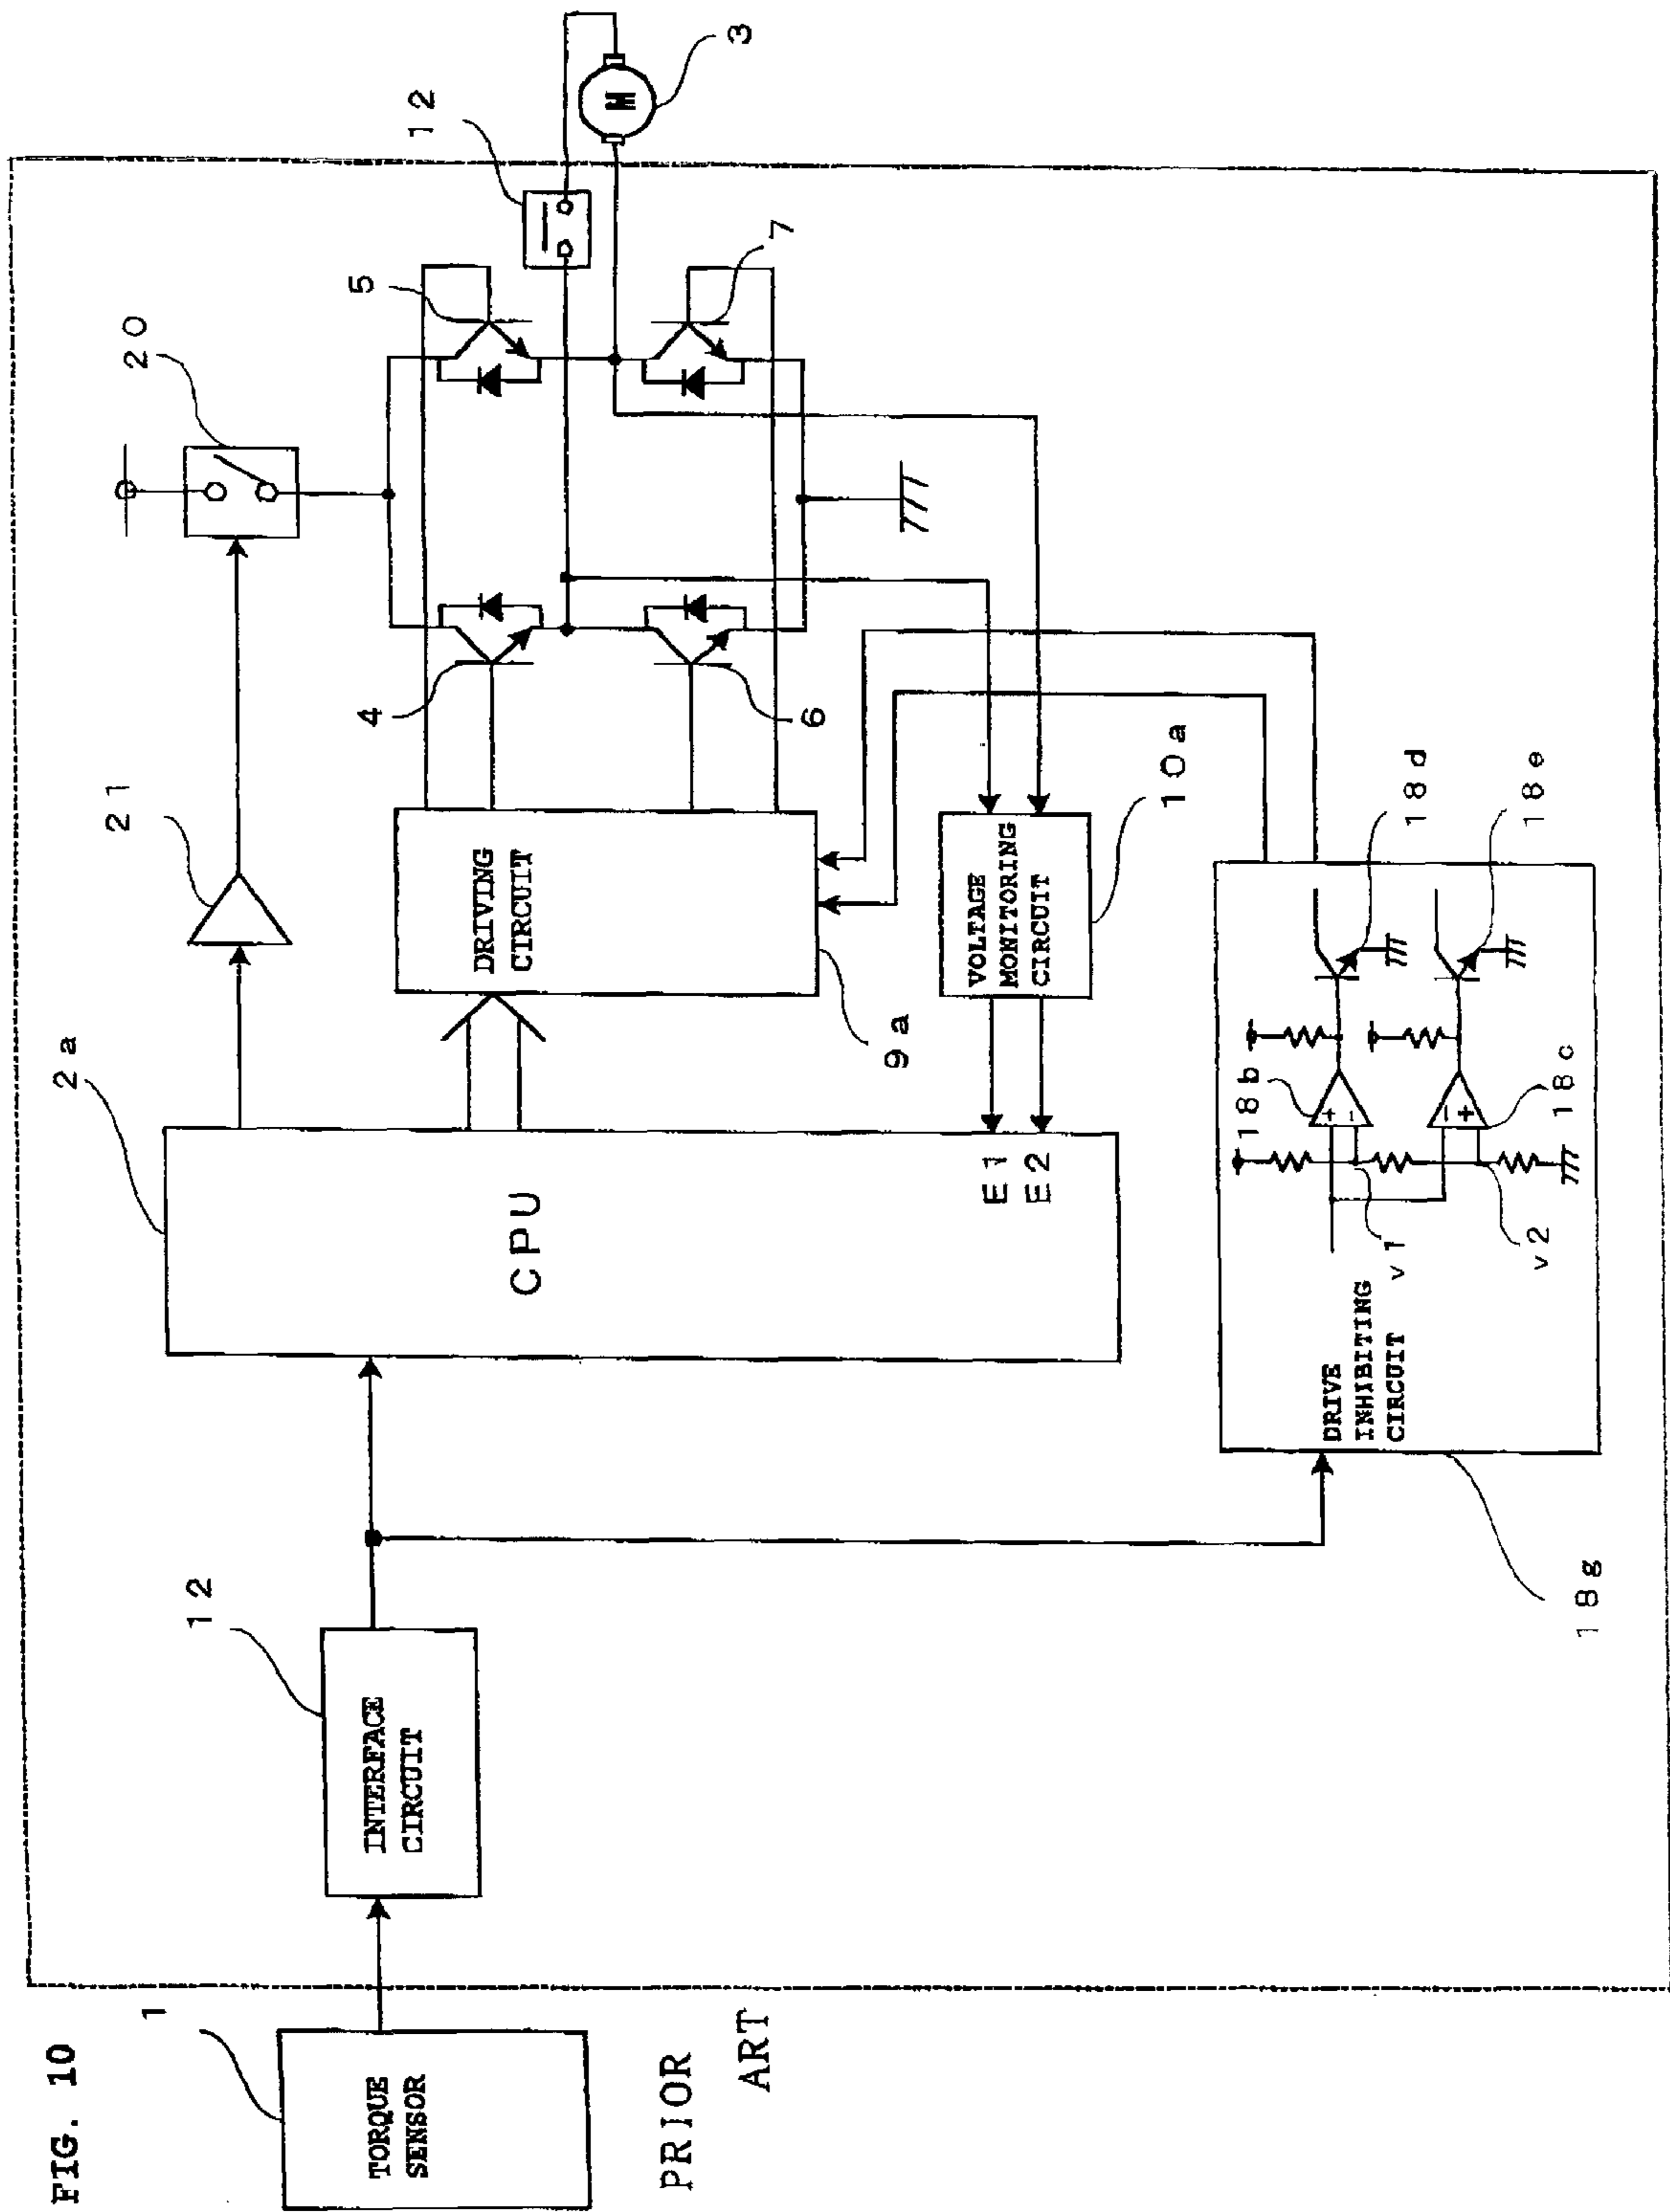 FIG. 10
PRIOR
ART
1
TORQUE
SENSOR
12
INTERFACE
CIRCUIT
2a
CPU
E1
E2
21
20
DRIVING
CIRCUIT
9a
4
5
6
7
12
M
3
VOLTAGE
MONITORING
CIRCUIT
10a
DRIVE
INHIBITING
CIRCUIT
18g
18b
+
-
18c
-
+
v1
v2
18d
18e